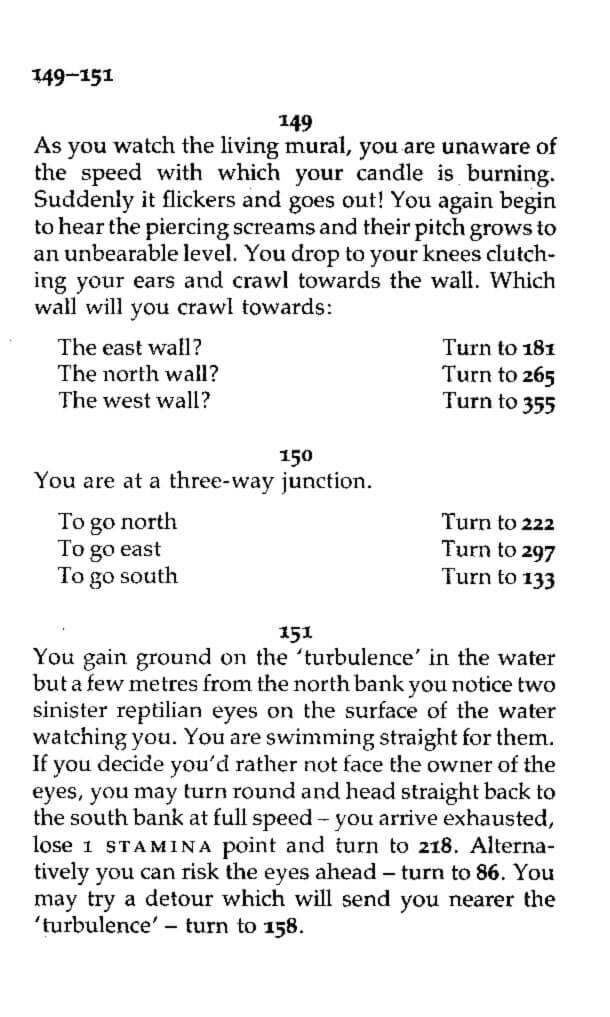 149–151
149
As you watch the living mural, you are unaware of
the speed with which your candle is burning.
Suddenly it flickers and goes out! You again begin
to hear the piercing screams and their pitch grows to
an unbearable level. You drop to your knees clutch-
ing your ears and crawl towards the wall. Which
wall will you crawl towards:
The east wall? Turn to 181
The north wall? Turn to 265
The west wall? Turn to 355
150
You are at a three-way junction.
To go north Turn to 222
To go east Turn to 297
To go south Turn to 133
151
You gain ground on the ‘turbulence’ in the water
but a few metres from the north bank you notice two
sinister reptilian eyes on the surface of the water
watching you. You are swimming straight for them.
If you decide you’d rather not face the owner of the
eyes, you may turn round and head straight back to
the south bank at full speed – you arrive exhausted,
lose 1 STAMINA point and turn to 218. Alterna-
tively you can risk the eyes ahead – turn to 86. You
may try a detour which will send you nearer the
‘turbulence’ – turn to 158.